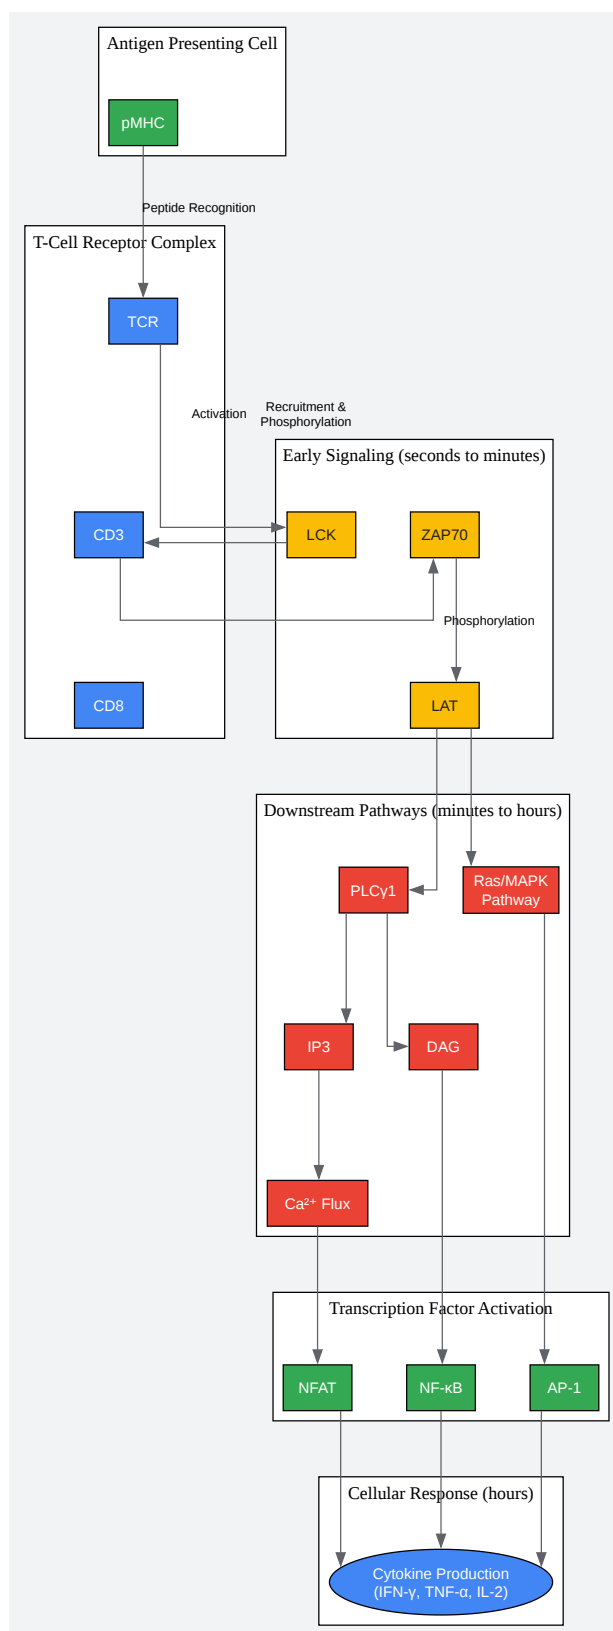 Antigen Presenting Cell
pMHC
Peptide Recognition
T-Cell Receptor Complex
TCR
Activation
Recruitment &
Phosphorylation
Early Signaling (seconds to minutes)
CD3
LCK
ZAP70
Phosphorylation
CD8
LAT
Downstream Pathways (minutes to hours)
PLCγ1
Ras/MAPK
Pathway
IP3
DAG
Ca²⁺ Flux
Transcription Factor Activation
NFAT
NF-κB
AP-1
Cellular Response (hours)
Cytokine Production
(IFN-γ, TNF-α, IL-2)